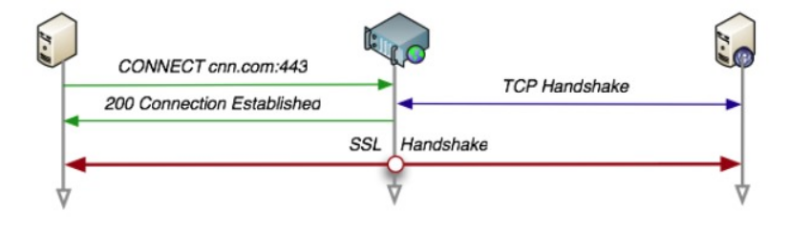 CONNECT cnn.com:443
TCP Handshake
200 Connection Established
SSL Handshake